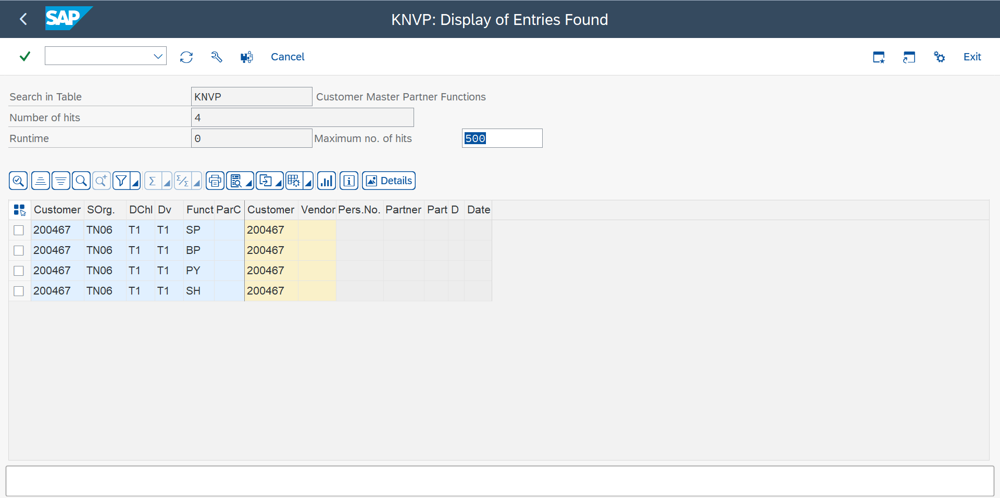 SAP KNVP: Display of Entries Found
Cancel Exit
Search in Table KNVP Customer Master Partner Functions
Number of hits 4
Runtime 0 Maximum no. of hits 500
Details
Customer SOrg. DChl Dv Funct ParC Customer Vendor Pers.No. Partner Part D Date
200467 TN06 T1 T1 SP 200467
200467 TN06 T1 T1 BP 200467
200467 TN06 T1 T1 PY 200467
200467 TN06 T1 T1 SH 200467